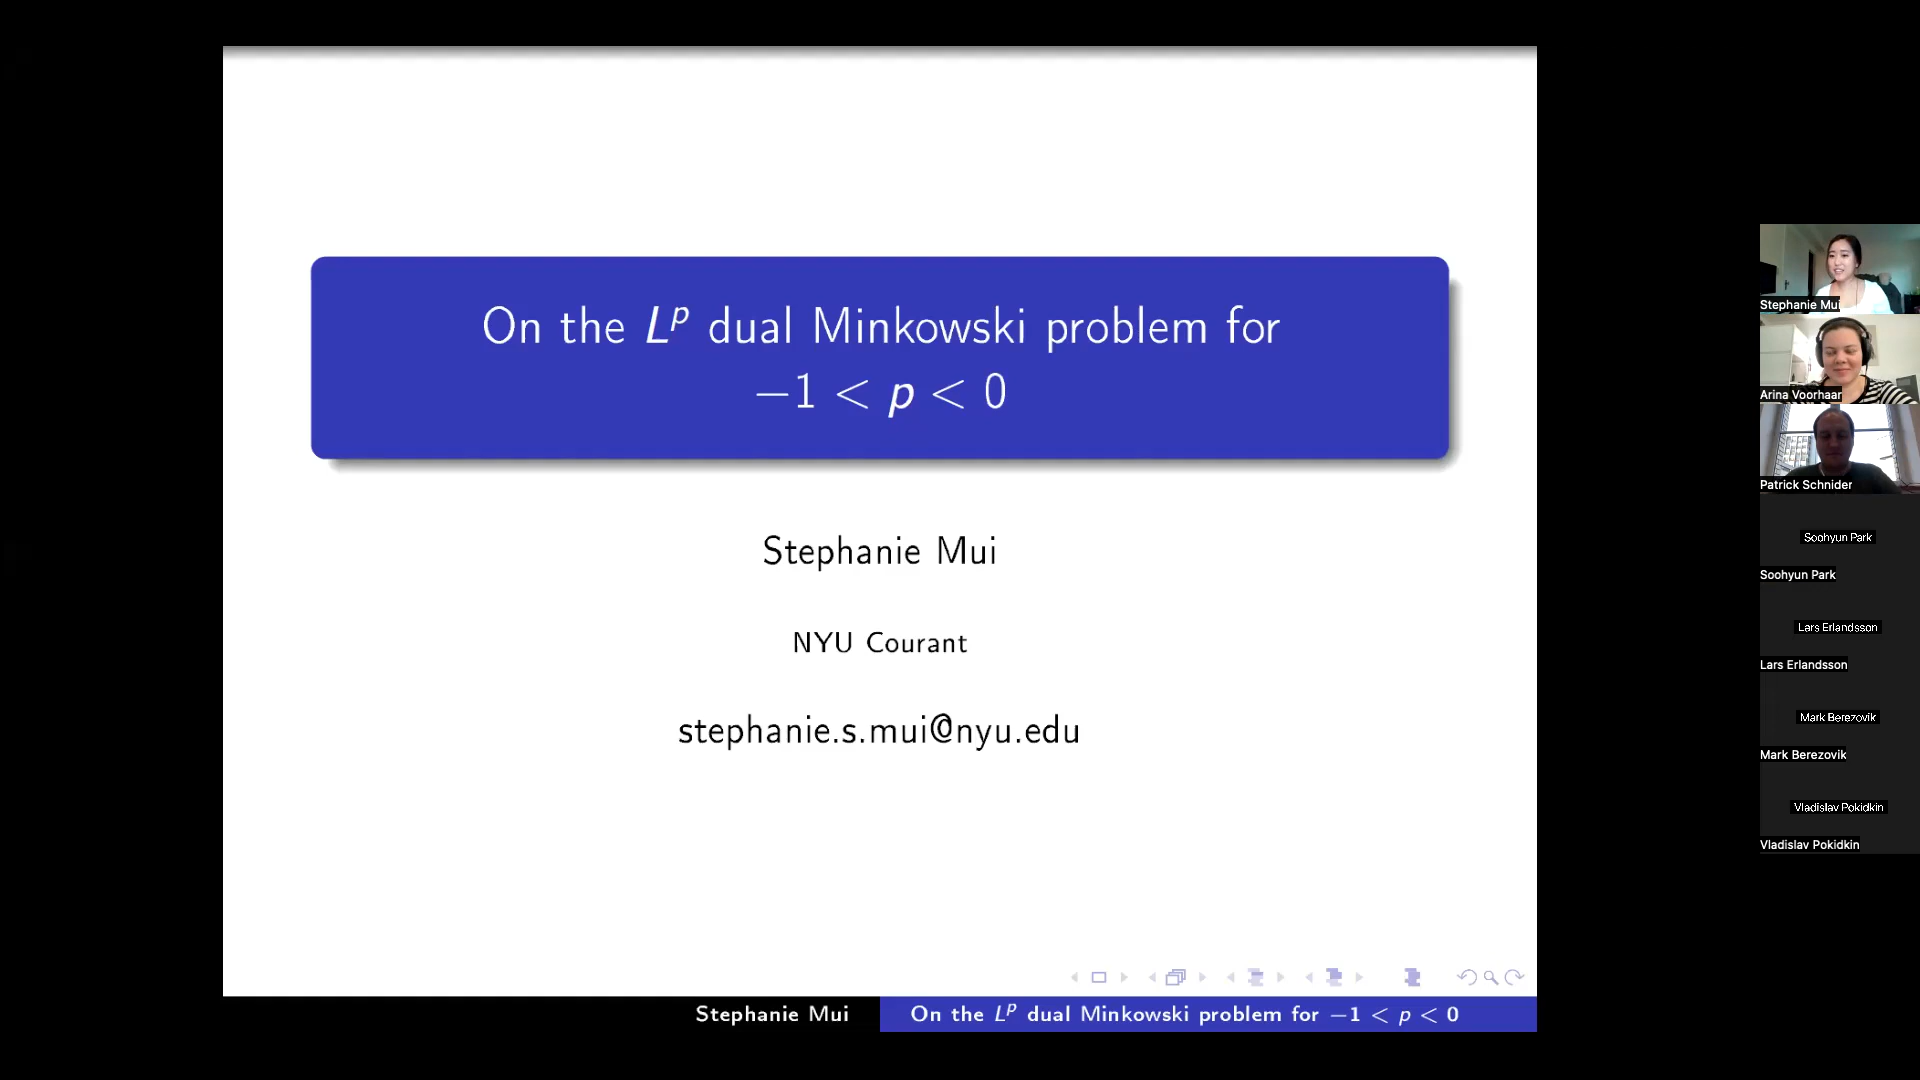 On the L^p dual Minkowski problem for
−1 < p < 0
Stephanie Mui
NYU Courant
stephanie.s.mui@nyu.edu
Stephanie Mui
On the L^p dual Minkowski problem for −1 < p < 0
Stephanie Mui
Arina Voorhaar
Patrick Schnider
Soohyun Park
Soohyun Park
Lars Erlandsson
Lars Erlandsson
Mark Berezovik
Mark Berezovik
Vladislav Pokidkin
Vladislav Pokidkin